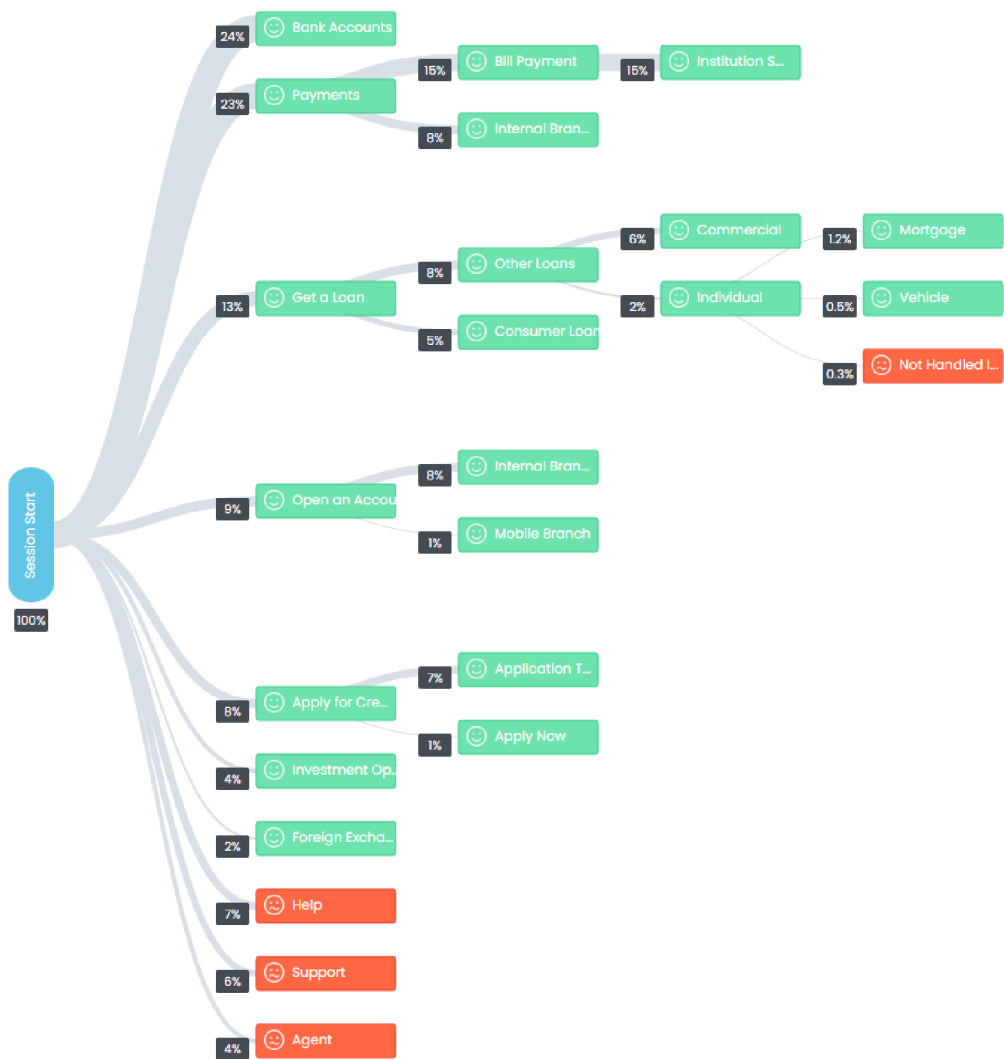 Bank Accounts
24%
Bill Payment
15%
Institution S...
15%
Payments
23%
Internal Bran...
8%
Commercial
6%
Mortgage
1.2%
Other Loans
8%
Get a Loan
13%
Individual
2%
Vehicle
0.5%
Consumer Loan
5%
Not Handled I...
0.3%
Internal Bran...
8%
Open an Accou
9%
Mobile Branch
1%
Session Start
100%
Application T...
7%
Apply for Cre...
8%
Apply Now
1%
Investment Op..
4%
Foreign Excha...
2%
Help
7%
Support
6%
Agent
4%